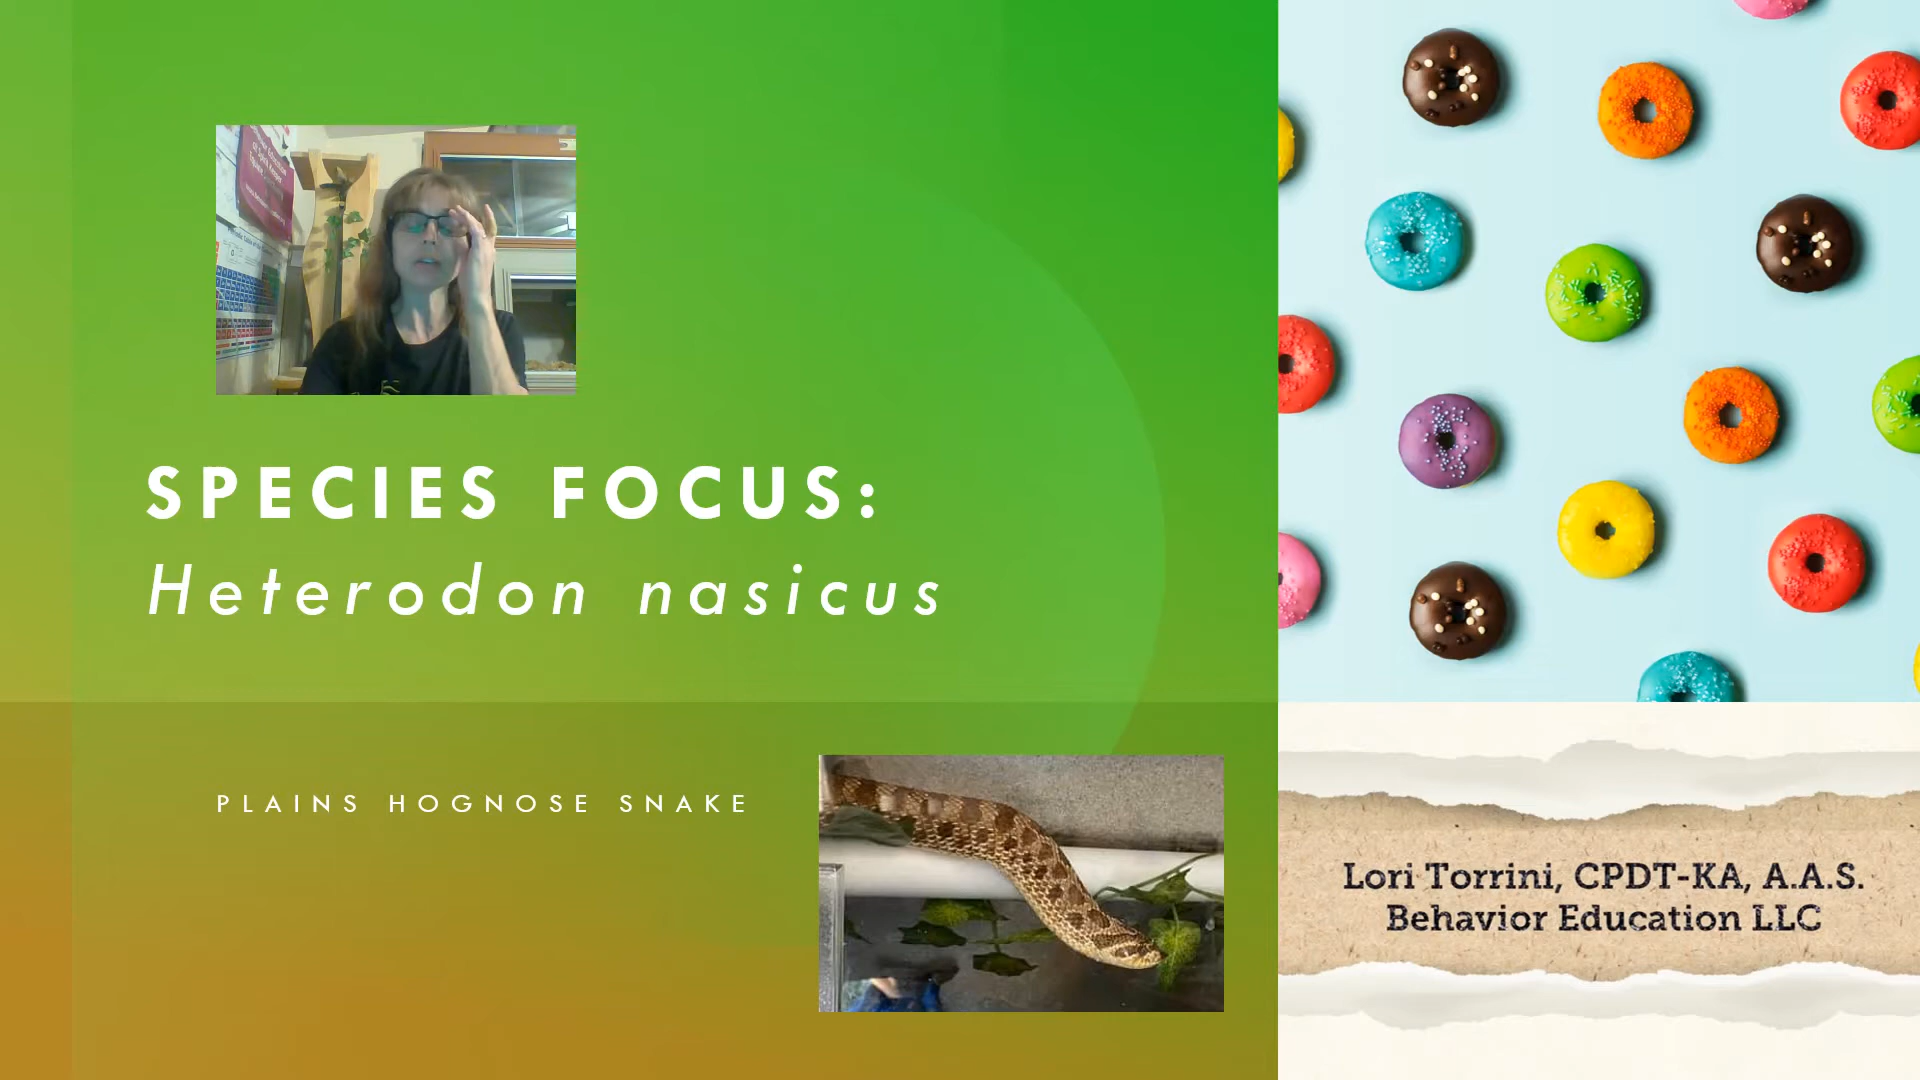 SPECIES FOCUS:
Heterodon nasicus
PLAINS HOGNOSE SNAKE
Lori Torrini, CPDT-KA, A.A.S.
Behavior Education LLC